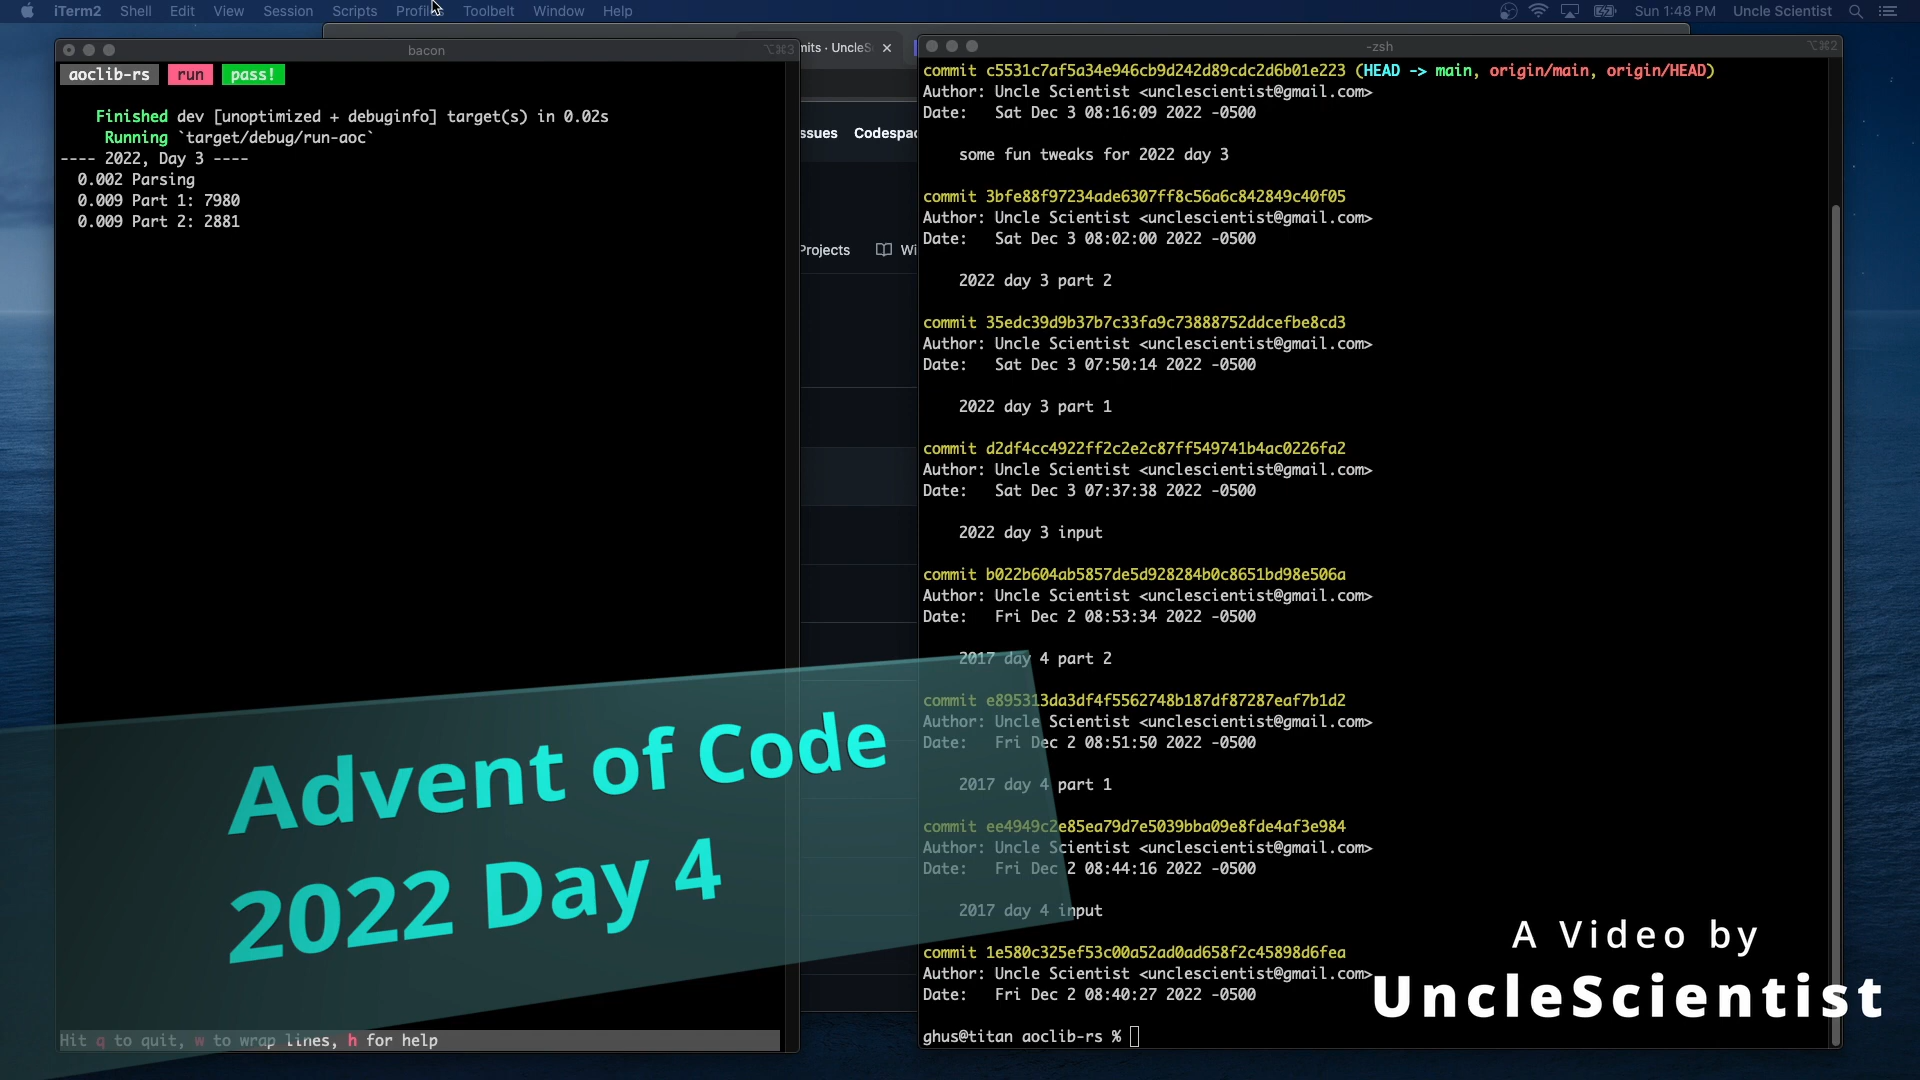 iTerm2 Shell Edit View Session Scripts Profiles Toolbelt Window Help
Sun 1:48 PM Uncle Scientist
bacon ⌥⌘3
aoclib-rs run pass!
Finished dev [unoptimized + debuginfo] target(s) in 0.02s
Running `target/debug/run-aoc`
---- 2022, Day 3 ----
0.002 Parsing
0.009 Part 1: 7980
0.009 Part 2: 2881
Hit q to quit, w to wrap lines, h for help
mits · UncleS
ssues Codespac
Projects Wi
-zsh ⌥⌘2
commit c5531c7af5a34e946cb9d242d89cdc2d6b01e223 (HEAD -> main, origin/main, origin/HEAD)
Author: Uncle Scientist <unclescientist@gmail.com>
Date: Sat Dec 3 08:16:09 2022 -0500
some fun tweaks for 2022 day 3
commit 3bfe88f97234ade6307ff8c56a6c842849c40f05
Author: Uncle Scientist <unclescientist@gmail.com>
Date: Sat Dec 3 08:02:00 2022 -0500
2022 day 3 part 2
commit 35edc39d9b37b7c33fa9c73888752ddcefbe8cd3
Author: Uncle Scientist <unclescientist@gmail.com>
Date: Sat Dec 3 07:50:14 2022 -0500
2022 day 3 part 1
commit d2df4cc4922ff2c2e2c87ff549741b4ac0226fa2
Author: Uncle Scientist <unclescientist@gmail.com>
Date: Sat Dec 3 07:37:38 2022 -0500
2022 day 3 input
commit b022b604ab5857de5d928284b0c8651bd98e506a
Author: Uncle Scientist <unclescientist@gmail.com>
Date: Fri Dec 2 08:53:34 2022 -0500
2017 day 4 part 2
commit e895313da3df4f5562748b187df87287eaf7b1d2
Author: Uncle Scientist <unclescientist@gmail.com>
Date: Fri Dec 2 08:51:50 2022 -0500
2017 day 4 part 1
commit ee4949c2e85ea79d7e5039bba09e8fde4af3e984
Author: Uncle Scientist <unclescientist@gmail.com>
Date: Fri Dec 2 08:44:16 2022 -0500
2017 day 4 input
commit 1e580c325ef53c00a52ad0ad658f2c45898d6fea
Author: Uncle Scientist <unclescientist@gmail.com>
Date: Fri Dec 2 08:40:27 2022 -0500
ghus@titan aoclib-rs %
Advent of Code
2022 Day 4
A Video by
UncleScientist